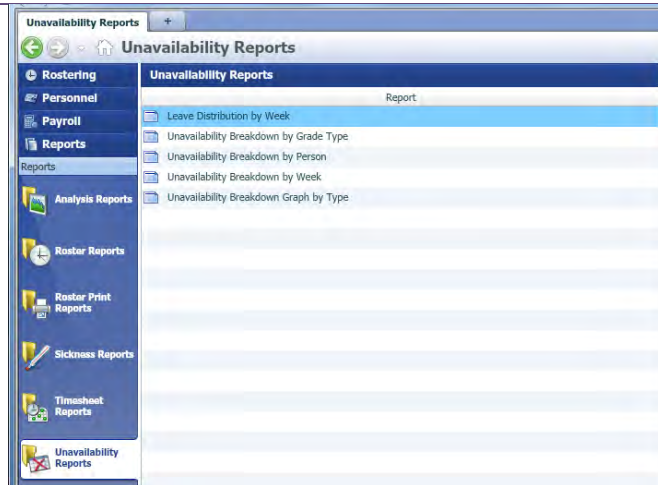 Unavailability Reports
+
Unavailability Reports
Rostering
Personnel
Payroll
Reports
Reports
Analysis Reports
Roster Reports
Roster Print
Reports
Sickness Reports
Timesheet
Reports
Unavailability
Reports
Unavailability Reports
Report
Leave Distribution by Week
Unavailability Breakdown by Grade Type
Unavailability Breakdown by Person
Unavailability Breakdown by Week
Unavailability Breakdown Graph by Type